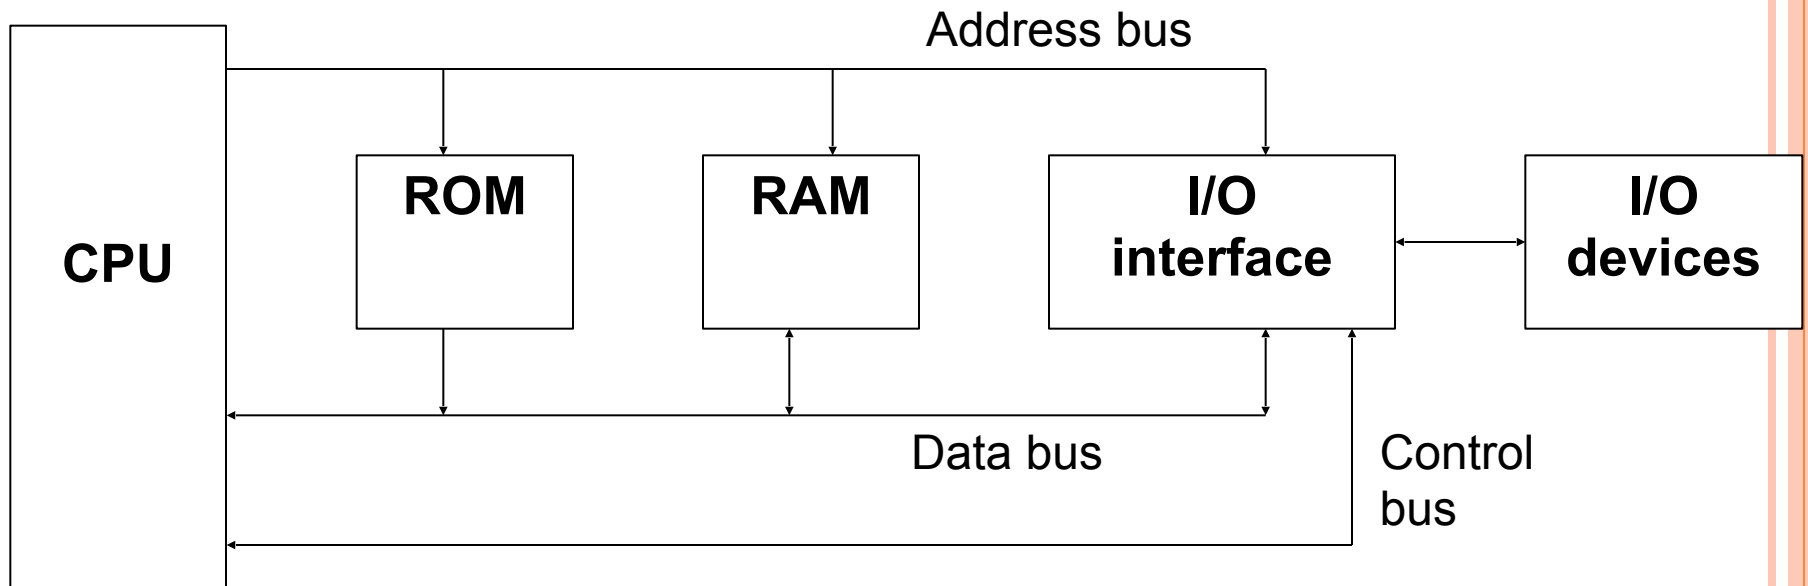 Address bus
ROM
RAM
I/O
interface
I/O
devices
CPU
Data bus
Control
bus